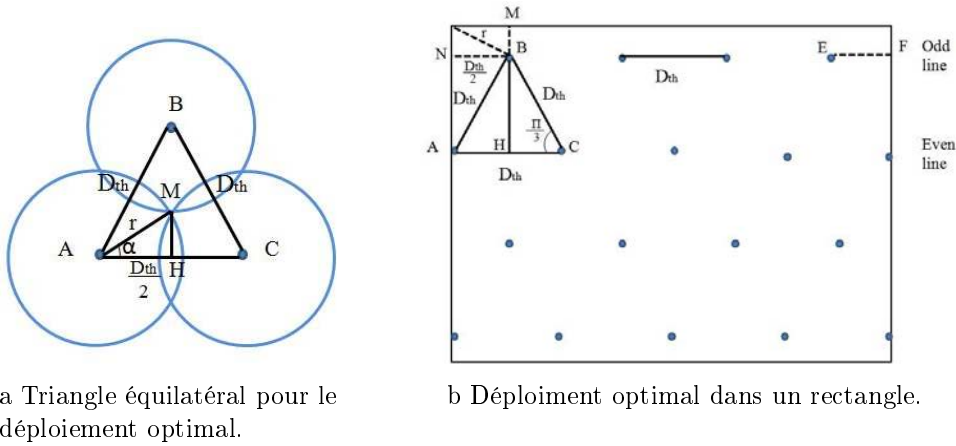 B
Dth
Dth
M
r
A
α
C
Dth
2
H
a Triangle équilatéral pour le
déploiement optimal.
M
r
N
B
E
F
Odd
line
Dth
2
Dth
Dth
Dth
Π
3
A
H
C
Even
line
Dth
b Déploiment optimal dans un rectangle.